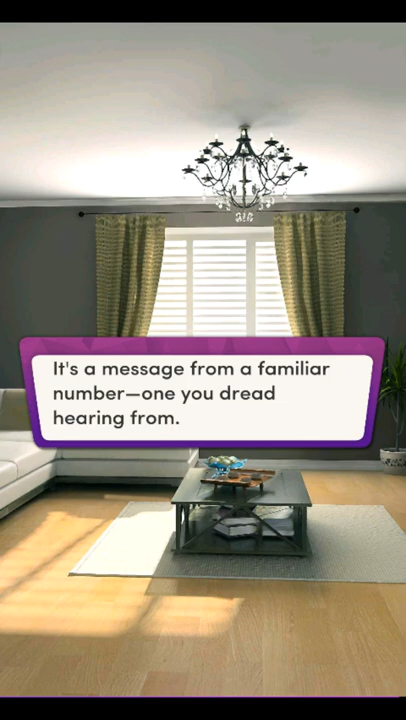 It's a message from a familiar
number—one you dread
hearing from.